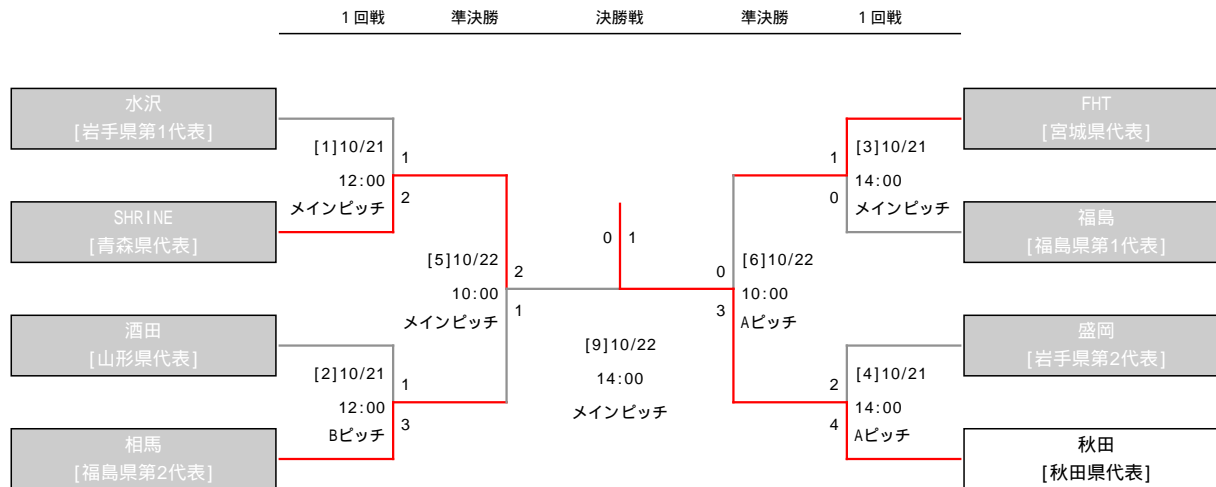 1回戦 準決勝 決勝戦 準決勝 1回戦
水沢
[岩手県第1代表]
[1]10/21
12:00
メインピッチ
1
2
SHRINE
[青森県代表]
[5]10/22
10:00
メインピッチ
2
1
酒田
[山形県代表]
[2]10/21
12:00
Bピッチ
1
3
相馬
[福島県第2代表]
0 1
[9]10/22
14:00
メインピッチ
FHT
[宮城県代表]
1
0
[3]10/21
14:00
メインピッチ
福島
[福島県第1代表]
0
3
[6]10/22
10:00
Aピッチ
盛岡
[岩手県第2代表]
2
4
[4]10/21
14:00
Aピッチ
秋田
[秋田県代表]